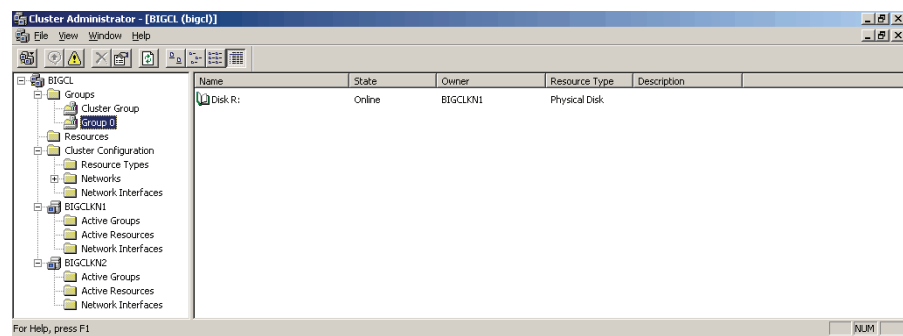 Cluster Administrator - [BIGCL (bigcl)]
File View Window Help
BIGCL
Groups
Cluster Group
Group 0
Resources
Cluster Configuration
Resource Types
Networks
Network Interfaces
BIGCLKN1
Active Groups
Active Resources
Network Interfaces
BIGCLKN2
Active Groups
Active Resources
Network Interfaces
Name State Owner Resource Type Description
Disk R: Online BIGCLKN1 Physical Disk
For Help, press F1 NUM